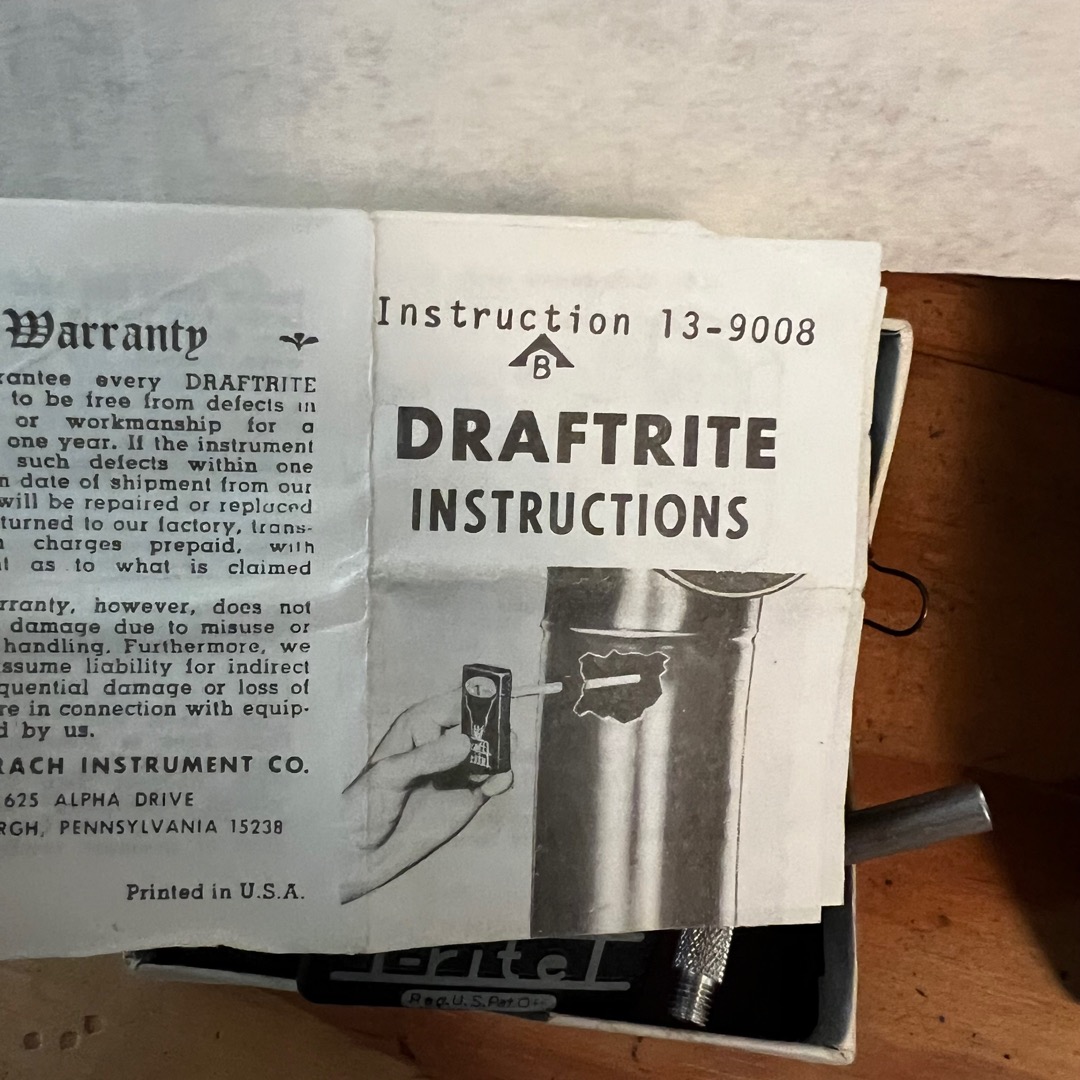 Warranty
rantee every DRAFTRITE
to be free from defects in
or workmanship for a
one year. If the instrument
such defects within one
n date of shipment from our
will be repaired or replaced
turned to our factory, trans-
charges prepaid, with
as to what is claimed
rranty, however, does not
damage due to misuse or
handling. Furthermore, we
ssume liability for indirect
quential damage or loss of
re in connection with equip-
d by us.
RACH INSTRUMENT CO.
625 ALPHA DRIVE
RGH, PENNSYLVANIA 15238
Printed in U.S.A.
Instruction 13-9008
B
DRAFTRITE
INSTRUCTIONS
-rite
Reg. U.S. Pat. Off.